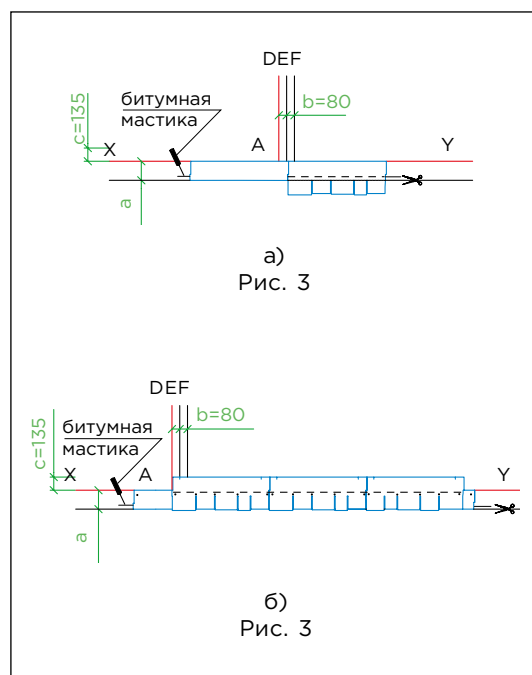 DEF
битумная
мастика
b=80
c=135
X
A
Y
a
а)
Рис. 3
DEF
b=80
битумная
мастика
c=135
X
A
Y
a
б)
Рис. 3